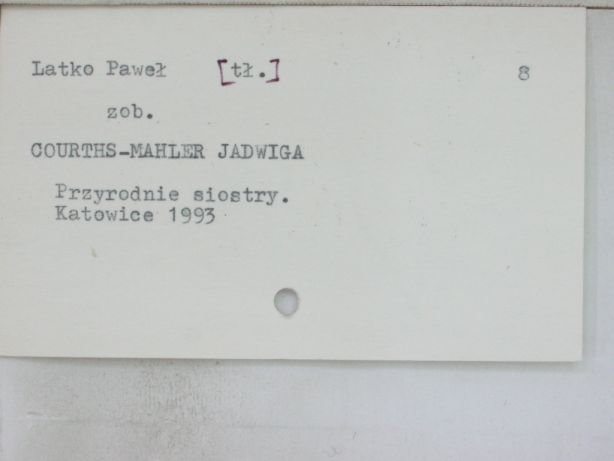 Latko Paweł [tł.] 8
zob.
COURTHS-MAHLER JADWIGA
Przyrodnie siostry.
Katowice 1993